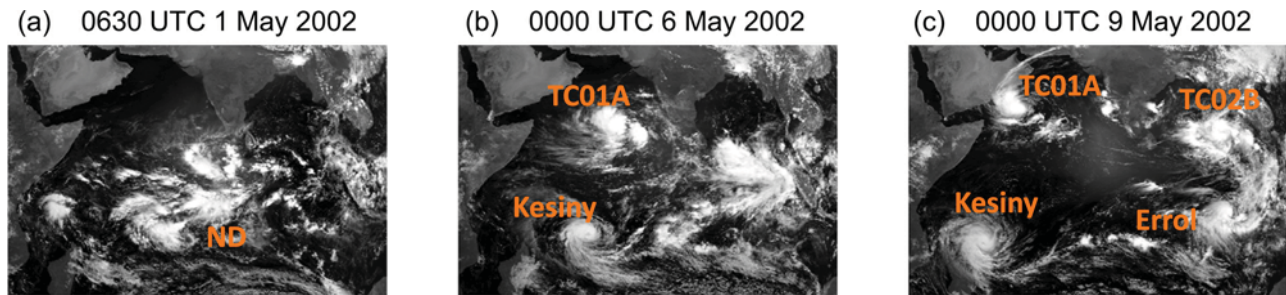 (a) 0630 UTC 1 May 2002
ND
(b) 0000 UTC 6 May 2002
TC01A
Kesiny
(c) 0000 UTC 9 May 2002
TC01A
TC02B
Kesiny
Errol